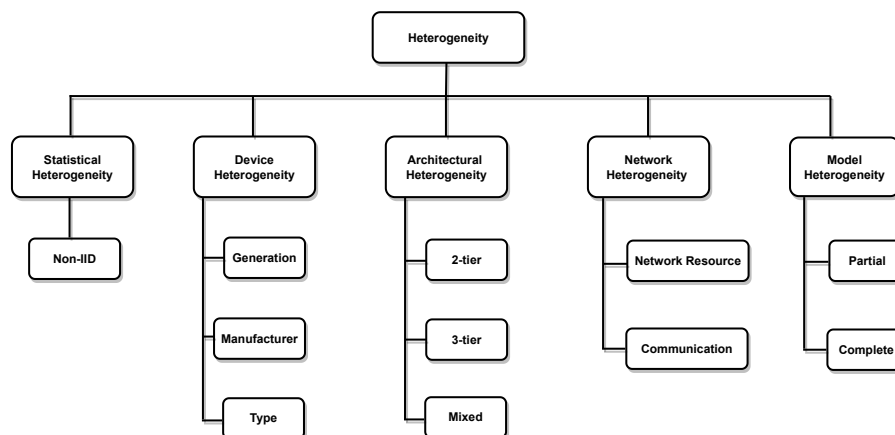 Heterogeneity
Statistical
Heterogeneity
Device
Heterogeneity
Architectural
Heterogeneity
Network
Heterogeneity
Model
Heterogeneity
Non-IID
Generation
Manufacturer
Type
2-tier
3-tier
Mixed
Network Resource
Communication
Partial
Complete